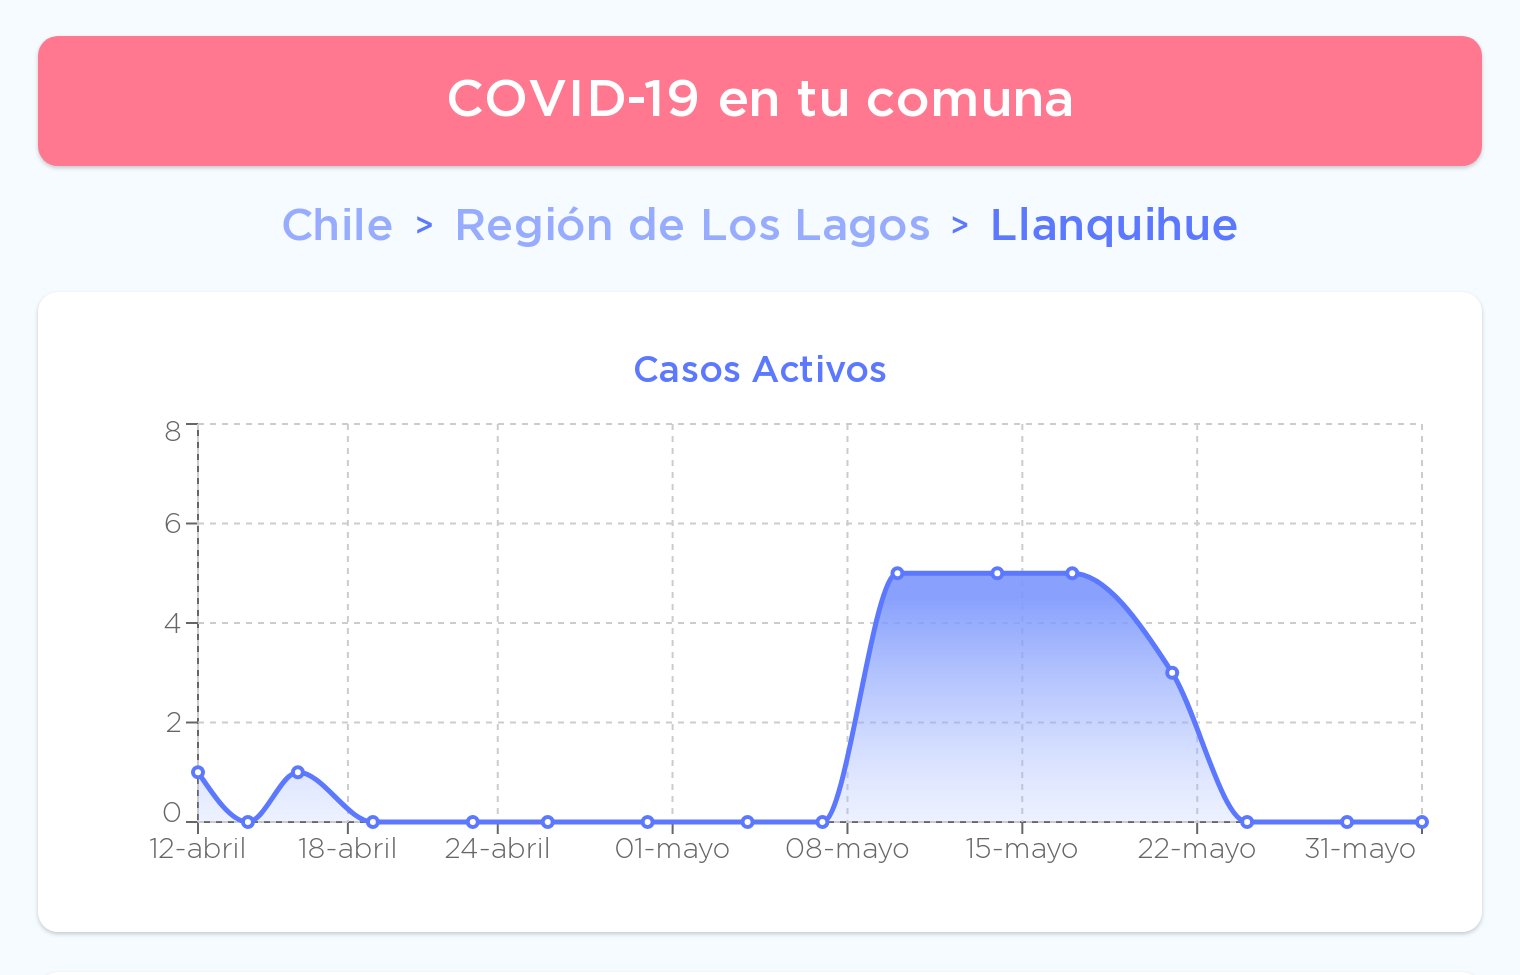 COVID-19 en tu comuna
Chile > Región de Los Lagos > Llanquihue
Casos Activos
8
6
4
2
0
12-abril 18-abril 24-abril 01-mayo 08-mayo 15-mayo 22-mayo 31-mayo